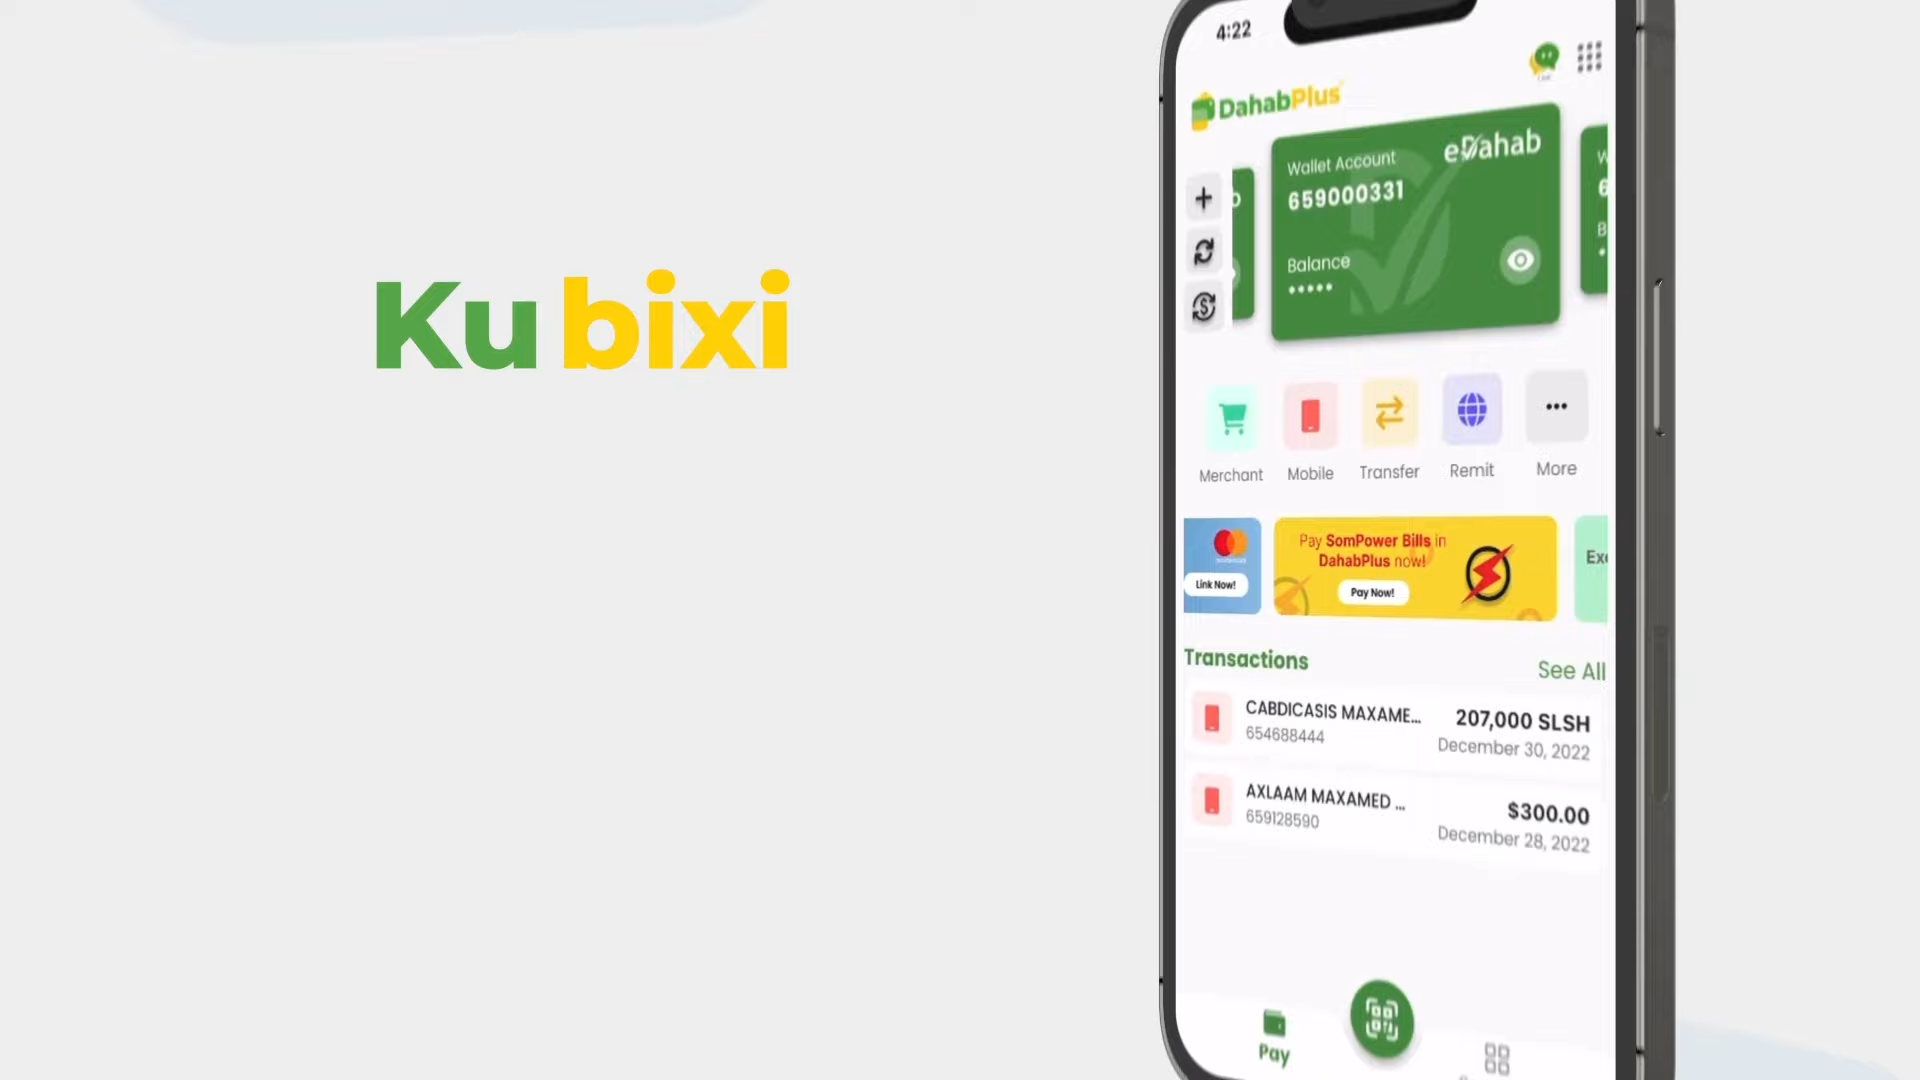 Ku bixi
4:22
DahabPlus
eDahab
Wallet Account
659000331
Balance
•••••
Merchant
Mobile
Transfer
Remit
More
Link Now!
Pay SomPower Bills in
DahabPlus now!
Pay Now!
Transactions
See All
CABDICASIS MAXAME...
207,000 SLSH
654688444
December 30, 2022
AXLAAM MAXAMED ...
$300.00
659128590
December 28, 2022
Pay